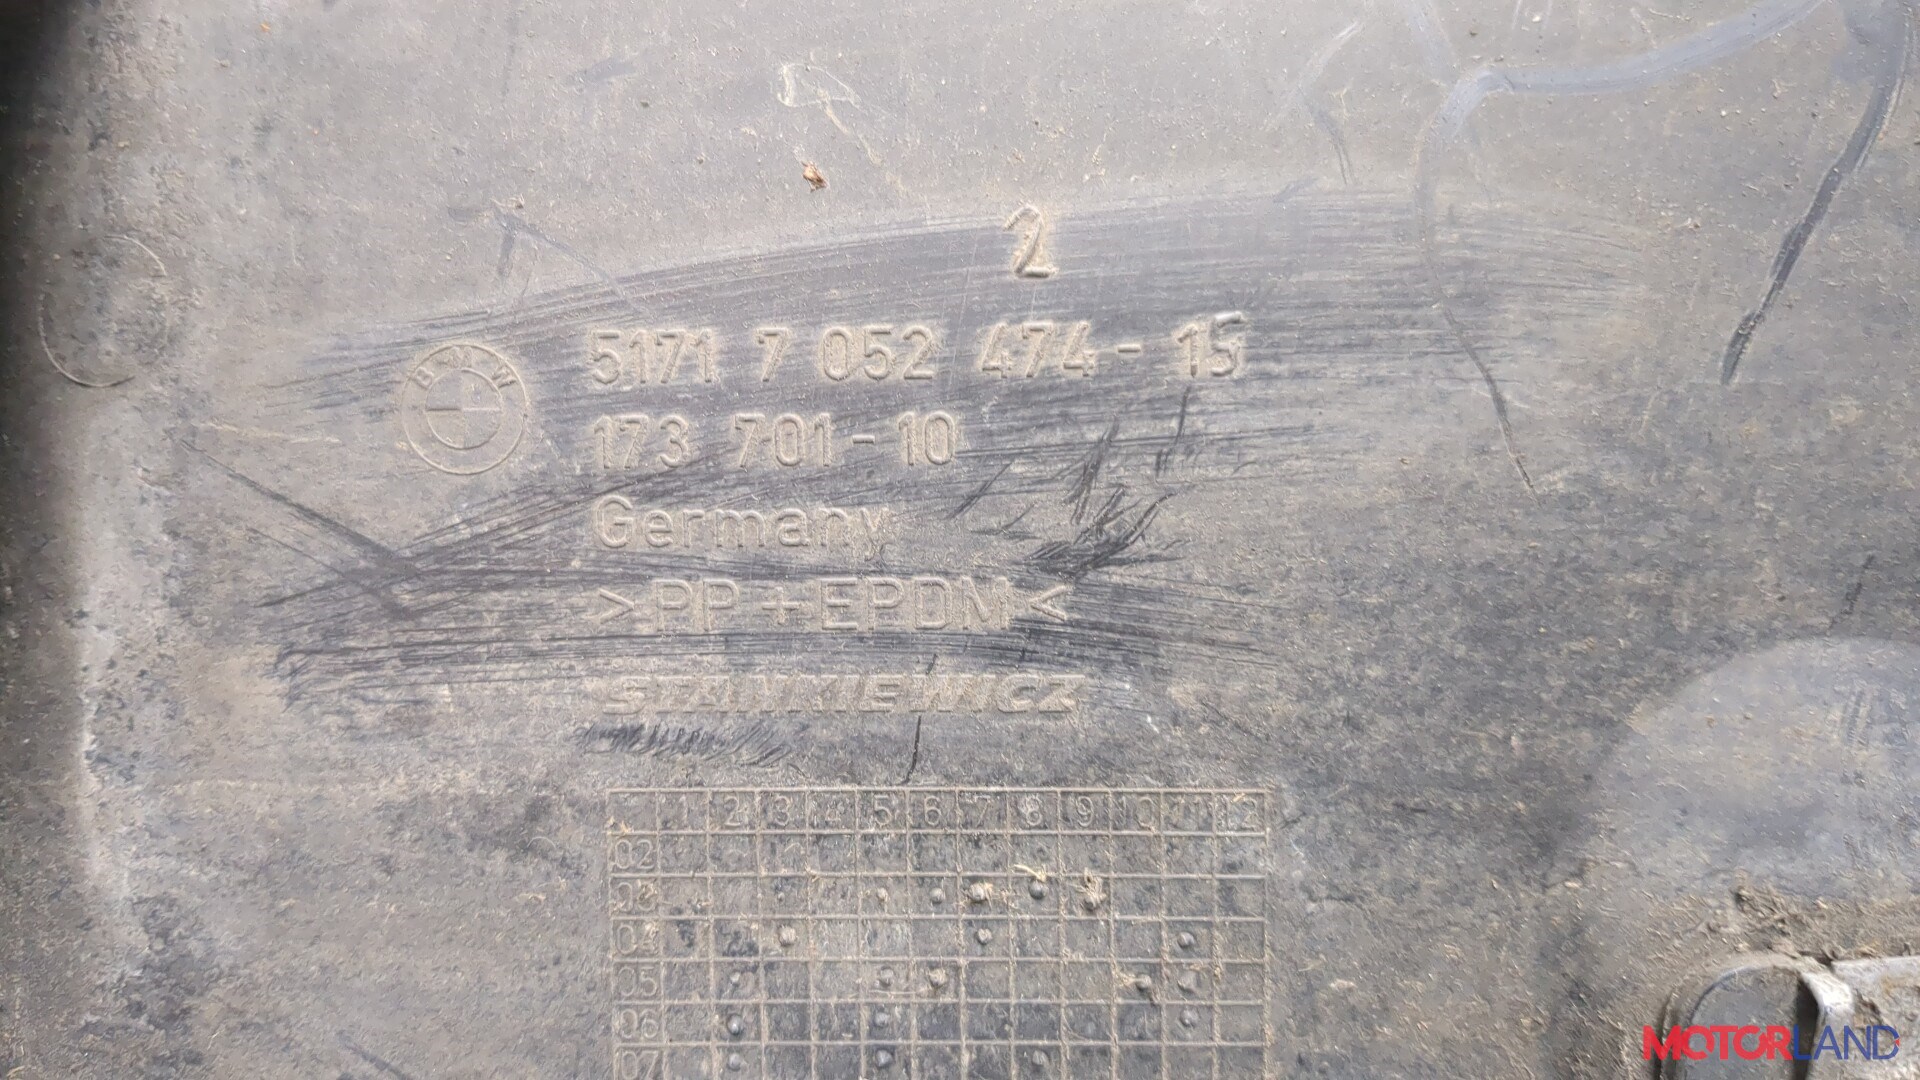 2
BMW
5171 7 052 474-15
173 701-10
Germany
>PP+EPDM<
STANKIEWICZ
1 2 3 4 5 6 7 8 9 10 11 12
02
03
04
05
06
07
MOTORLAND